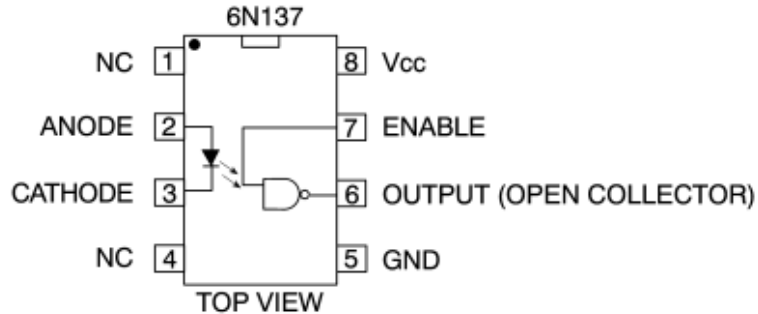 6N137
NC 1 8 Vcc
ANODE 2 7 ENABLE
CATHODE 3 6 OUTPUT (OPEN COLLECTOR)
NC 4 5 GND
TOP VIEW